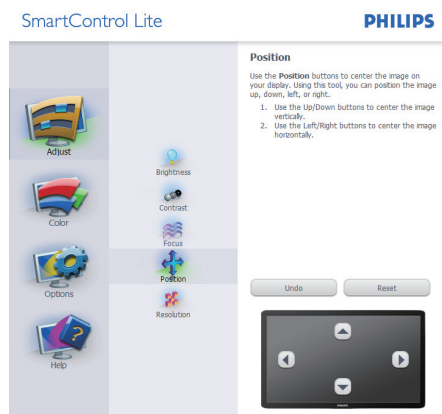 SmartControl Lite
PHILIPS
Adjust
Color
Options
Help
Brightness
Contrast
Focus
Position
Resolution
Position
Use the Position buttons to center the image on
your display. Using this tool, you can position the image
up, down, left, or right.
1. Use the Up/Down buttons to center the image
vertically.
2. Use the Left/Right buttons to center the image
horizontally.
Undo
Reset
PHILIPS